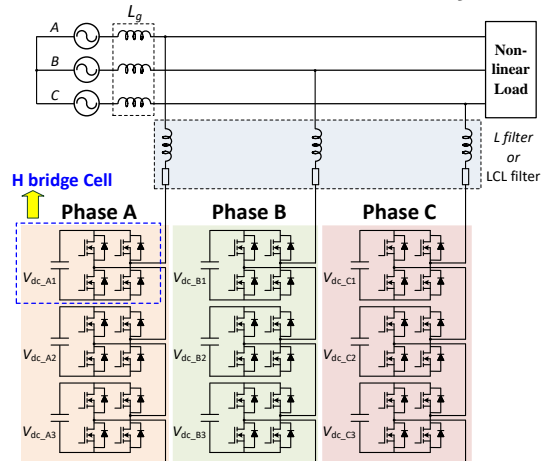 L_g
A
B
C
Non-
linear
Load
L filter
or
LCL filter
H bridge Cell
Phase A
Phase B
Phase C
V_dc_A1
V_dc_B1
V_dc_C1
V_dc_A2
V_dc_B2
V_dc_C2
V_dc_A3
V_dc_B3
V_dc_C3